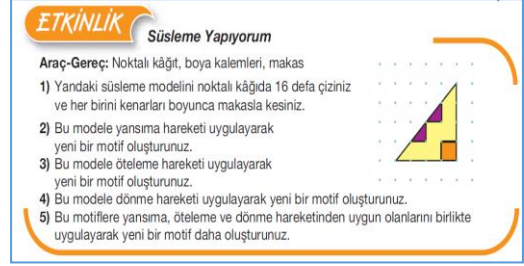 ETKİNLİK
Süsleme Yapıyorum
Araç-Gereç: Noktalı kâğıt, boya kalemleri, makas
1) Yandaki süsleme modelini noktalı kâğıda 16 defa çiziniz
ve her birini kenarları boyunca makasla kesiniz.
2) Bu modele yansıma hareketi uygulayarak
yeni bir motif oluşturunuz.
3) Bu modele öteleme hareketi uygulayarak
yeni bir motif oluşturunuz.
4) Bu modele dönme hareketi uygulayarak yeni bir motif oluşturunuz.
5) Bu motiflere yansıma, öteleme ve dönme hareketinden uygun olanlarını birlikte
uygulayarak yeni bir motif daha oluşturunuz.